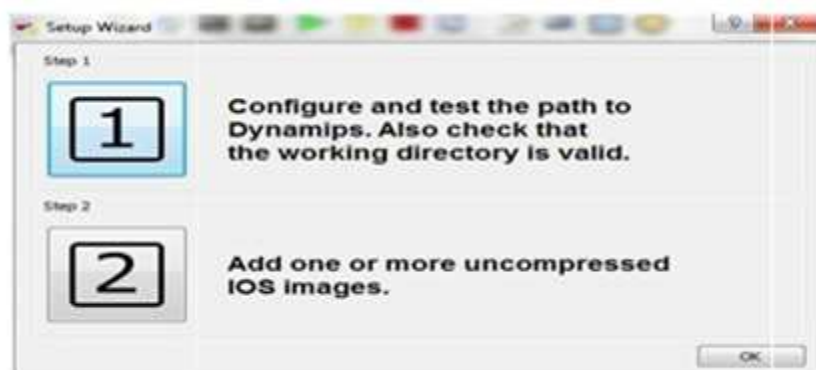 Setup Wizard
Step 1
1
Configure and test the path to
Dynamips. Also check that
the working directory is valid.
Step 2
2
Add one or more uncompressed
IOS images.
OK